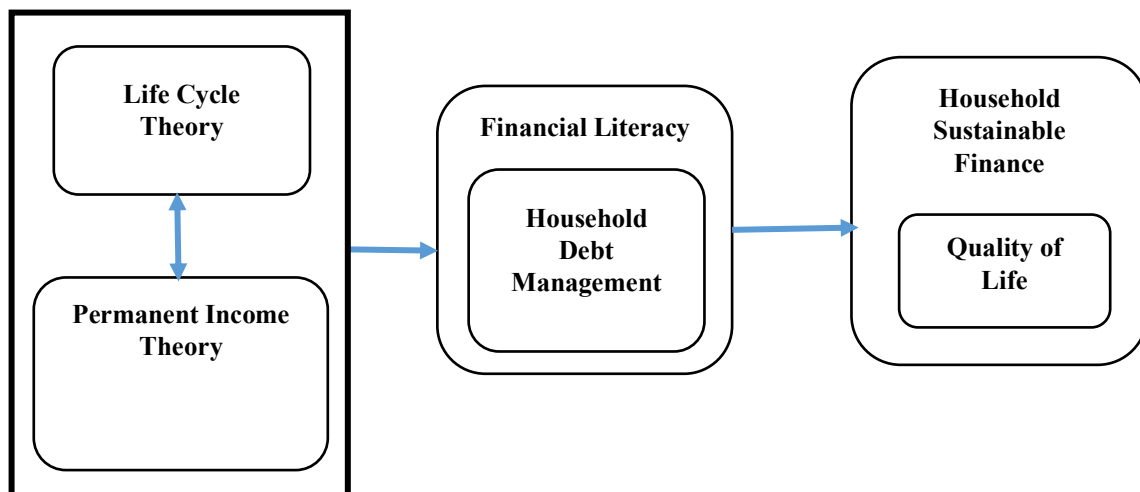 Life Cycle
Theory
Permanent Income
Theory
Financial Literacy
Household
Debt
Management
Household
Sustainable
Finance
Quality of
Life